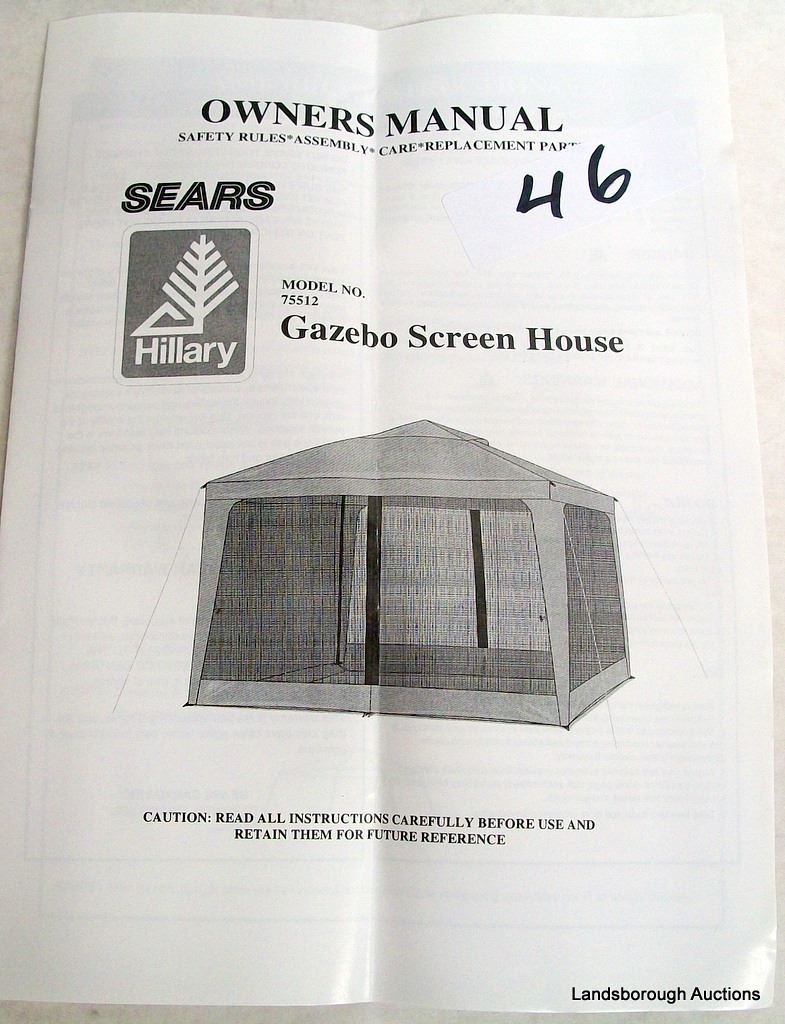 OWNERS MANUAL
SAFETY RULES*ASSEMBLY* CARE*REPLACEMENT
46
SEARS
Hillary
MODEL NO.
75512
Gazebo Screen House
CAUTION: READ ALL INSTRUCTIONS CAREFULLY BEFORE USE AND
RETAIN THEM FOR FUTURE REFERENCE
Landsborough Auctions